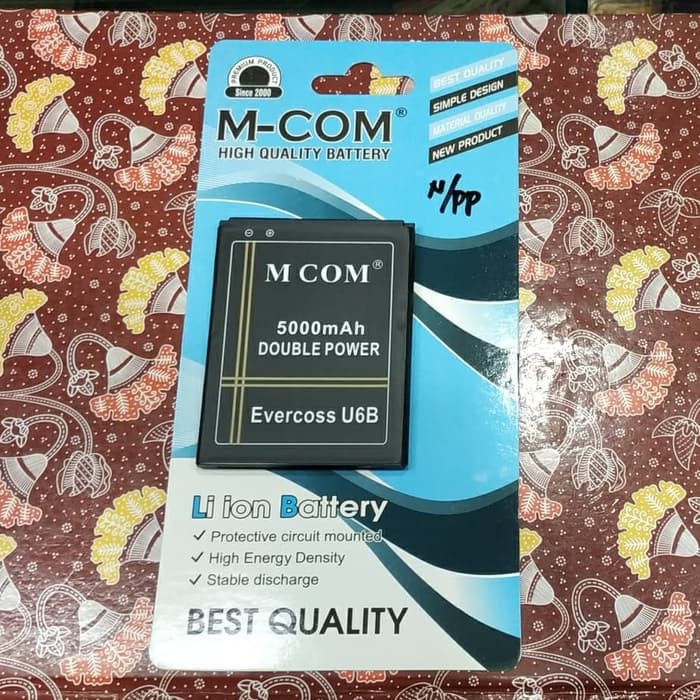 PREMIUM PRODUCT
Since 2000
M-COM®
HIGH QUALITY BATTERY
BEST QUALITY
SIMPLE DESIGN
MATERIAL QUALITY
NEW PRODUCT
N/PP
M COM®
5000mAh
DOUBLE POWER
Evercoss U6B
Li ion Battery
✓ Protective circuit mounted
✓ High Energy Density
✓ Stable discharge
BEST QUALITY